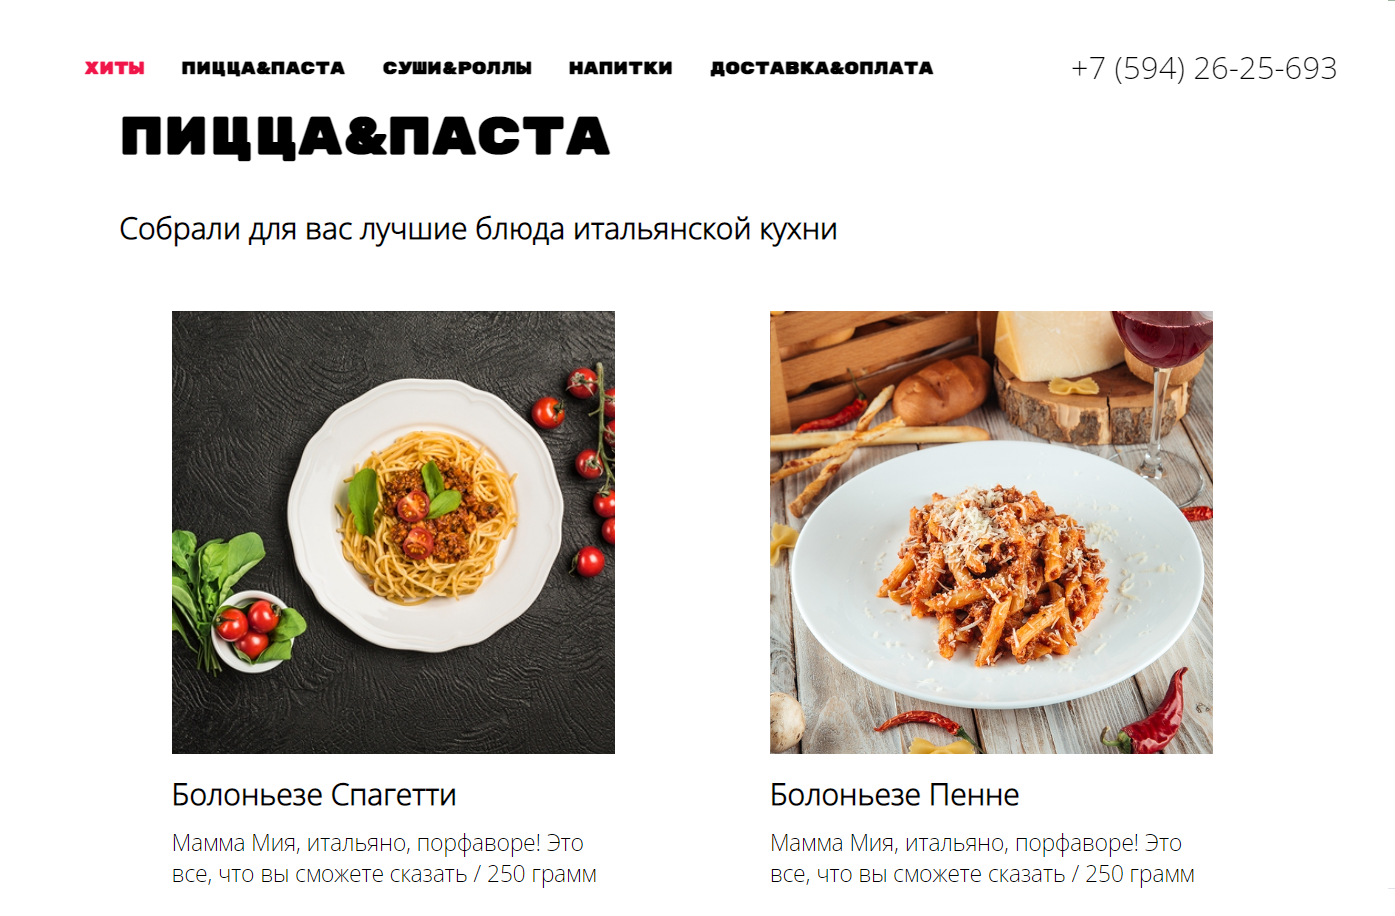 ХИТЫ ПИЦЦА&ПАСТА СУШИ&РОЛЛЫ НАПИТКИ ДОСТАВКА&ОПЛАТА +7 (594) 26-25-693
ПИЦЦА&ПАСТА
Собрали для вас лучшие блюда итальянской кухни
Болоньезе Спагетти
Мамма Мия, итальяно, порфаворе! Это
все, что вы сможете сказать / 250 грамм
Болоньезе Пенне
Мамма Мия, итальяно, порфаворе! Это
все, что вы сможете сказать / 250 грамм